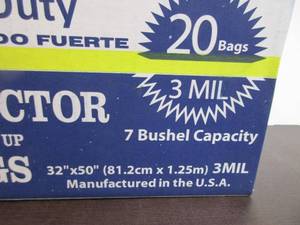 Duty
DO FUERTE
20 Bags
3 MIL
CTOR
7 Bushel Capacity
UP
GS
32"x50" (81.2cm x 1.25m) 3MIL
Manufactured in the U.S.A.